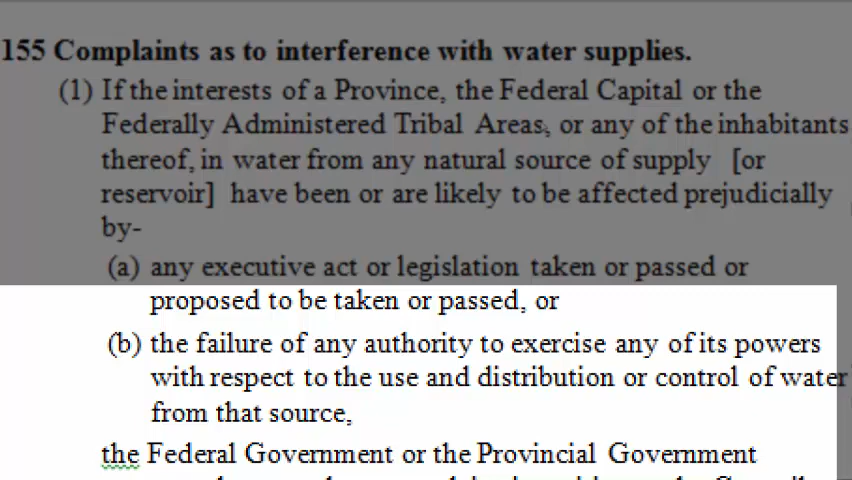 155 Complaints as to interference with water supplies.
(1) If the interests of a Province, the Federal Capital or the
Federally Administered Tribal Areas, or any of the inhabitants
thereof, in water from any natural source of supply [or
reservoir] have been or are likely to be affected prejudicially
by-
(a) any executive act or legislation taken or passed or
proposed to be taken or passed, or
(b) the failure of any authority to exercise any of its powers
with respect to the use and distribution or control of water
from that source,
the Federal Government or the Provincial Government